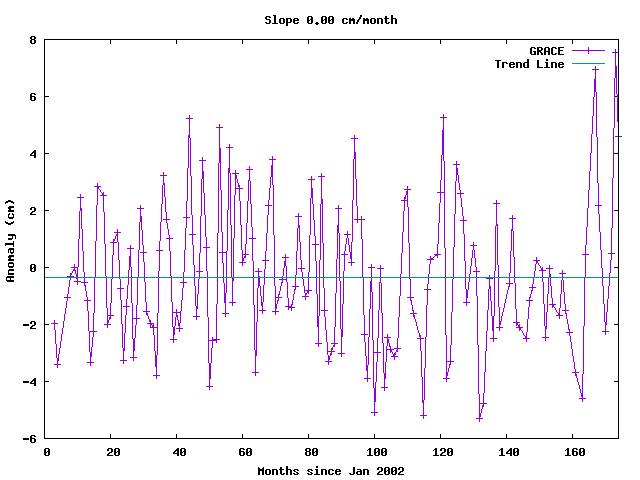 Slope 0.00 cm/month
8
GRACE
Trend Line
6
4
2
0
-2
-4
-6
Anomaly (cm)
0 20 40 60 80 100 120 140 160
Months since Jan 2002